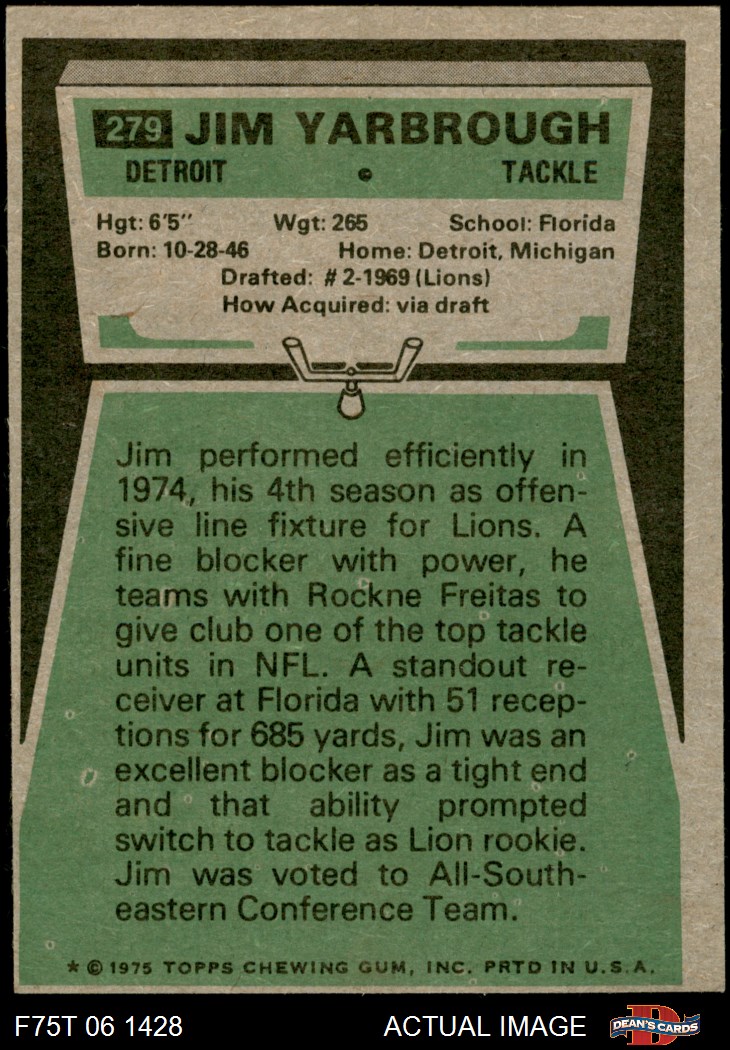 279 JIM YARBROUGH
DETROIT • TACKLE
Hgt: 6'5" Wgt: 265 School: Florida
Born: 10-28-46 Home: Detroit, Michigan
Drafted: #2-1969 (Lions)
How Acquired: via draft
Jim performed efficiently in
1974, his 4th season as offen-
sive line fixture for Lions. A
fine blocker with power, he
teams with Rockne Freitas to
give club one of the top tackle
units in NFL. A standout re-
ceiver at Florida with 51 recep-
tions for 685 yards, Jim was an
excellent blocker as a tight end
and that ability prompted
switch to tackle as Lion rookie.
Jim was voted to All-South-
eastern Conference Team.
* © 1975 TOPPS CHEWING GUM, INC. PRTD IN U.S.A.
F75T 06 1428 ACTUAL IMAGE D DEAN'S CARDS